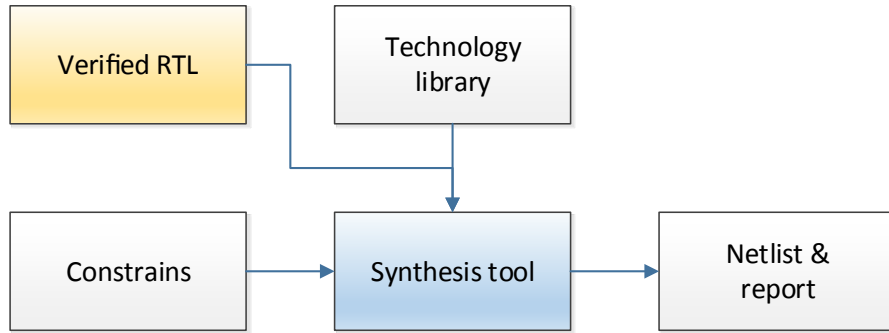 Verified RTL
Technology
library
Constrains
Synthesis tool
Netlist &
report